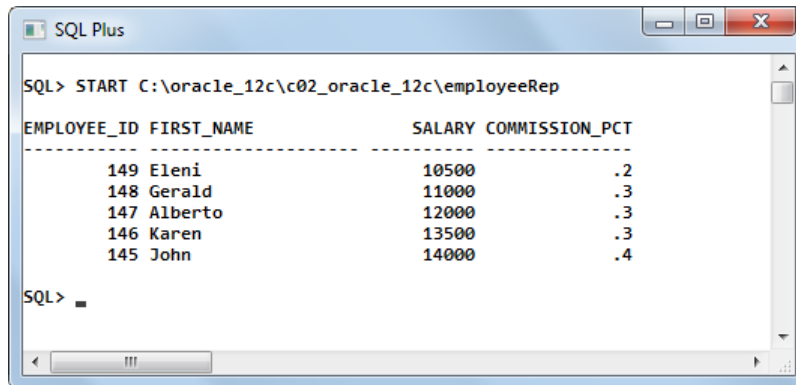 SQL Plus
SQL> START C:\oracle_12c\c02_oracle_12c\employeeRep
EMPLOYEE_ID FIRST_NAME                SALARY COMMISSION_PCT
----------- -------------------- ---------- --------------
        149 Eleni                     10500             .2
        148 Gerald                    11000             .3
        147 Alberto                   12000             .3
        146 Karen                     13500             .3
        145 John                      14000             .4
SQL> _